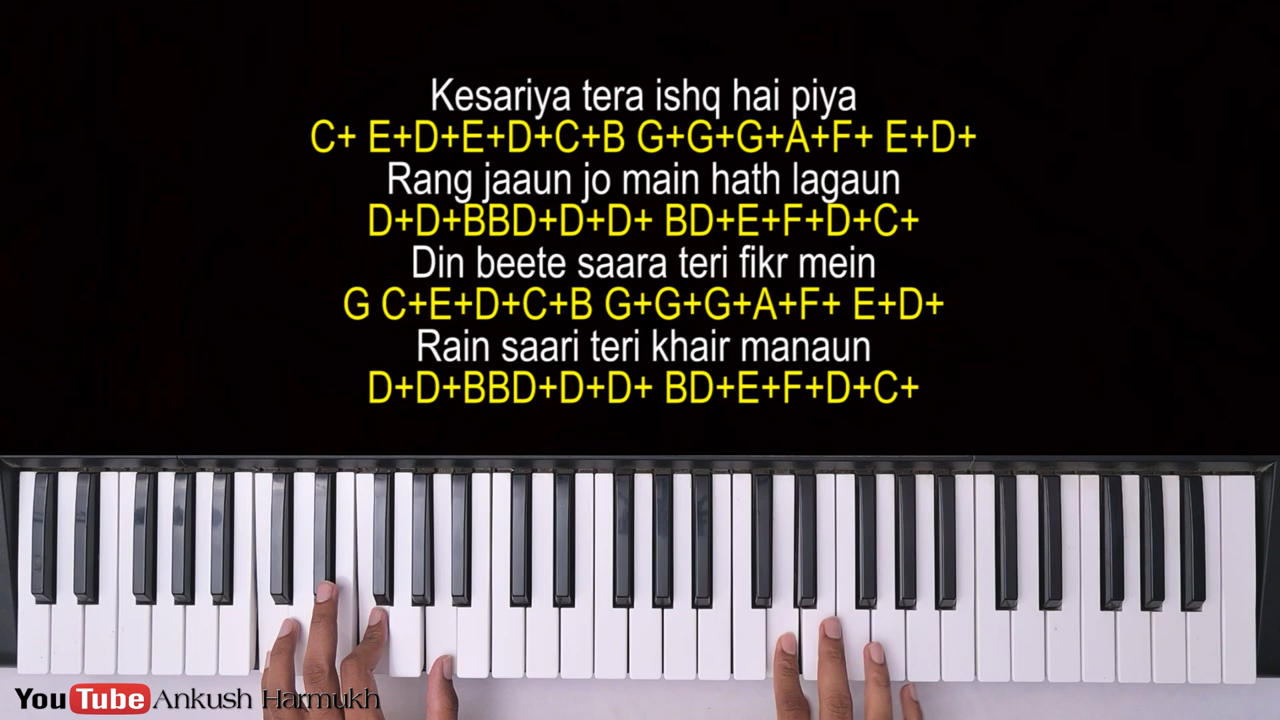 Kesariya tera ishq hai piya
C+ E+D+E+D+C+B G+G+G+A+F+ E+D+
Rang jaaun jo main hath lagaun
D+D+BBD+D+D+ BD+E+F+D+C+
Din beete saara teri fikr mein
G C+E+D+C+B G+G+G+A+F+ E+D+
Rain saari teri khair manaun
D+D+BBD+D+D+ BD+E+F+D+C+
YouTube Ankush Harmukh